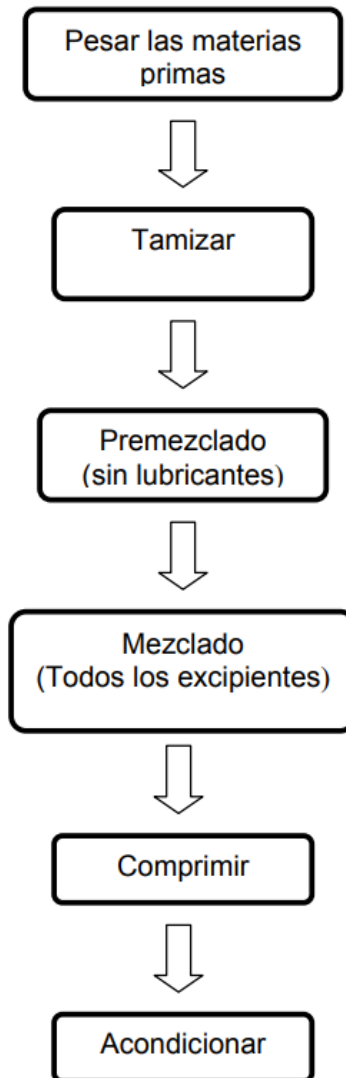 Pesar las materias
primas
Tamizar
Premezclado
(sin lubricantes)
Mezclado
(Todos los excipientes)
Comprimir
Acondicionar